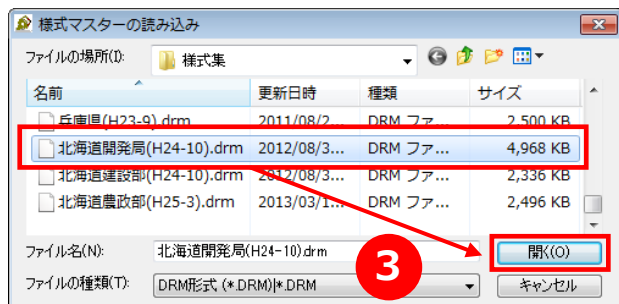 様式マスターの読み込み
ファイルの場所(I): 様式集
名前 更新日時 種類 サイズ
兵庫県(H23-9).drm 2011/08/2... DRM ファ... 2,500 KB
北海道開発局(H24-10).drm 2012/08/3... DRM ファ... 4,968 KB
北海道建設部(H24-10).drm 2012/08/3... DRM ファ... 2,336 KB
北海道農政部(H25-3).drm 2013/03/1... DRM ファ... 2,496 KB
ファイル名(N): 北海道開発局(H24-10).drm 開く(O)
3
ファイルの種類(T): DRM形式 (*.DRM)|*.DRM キャンセル